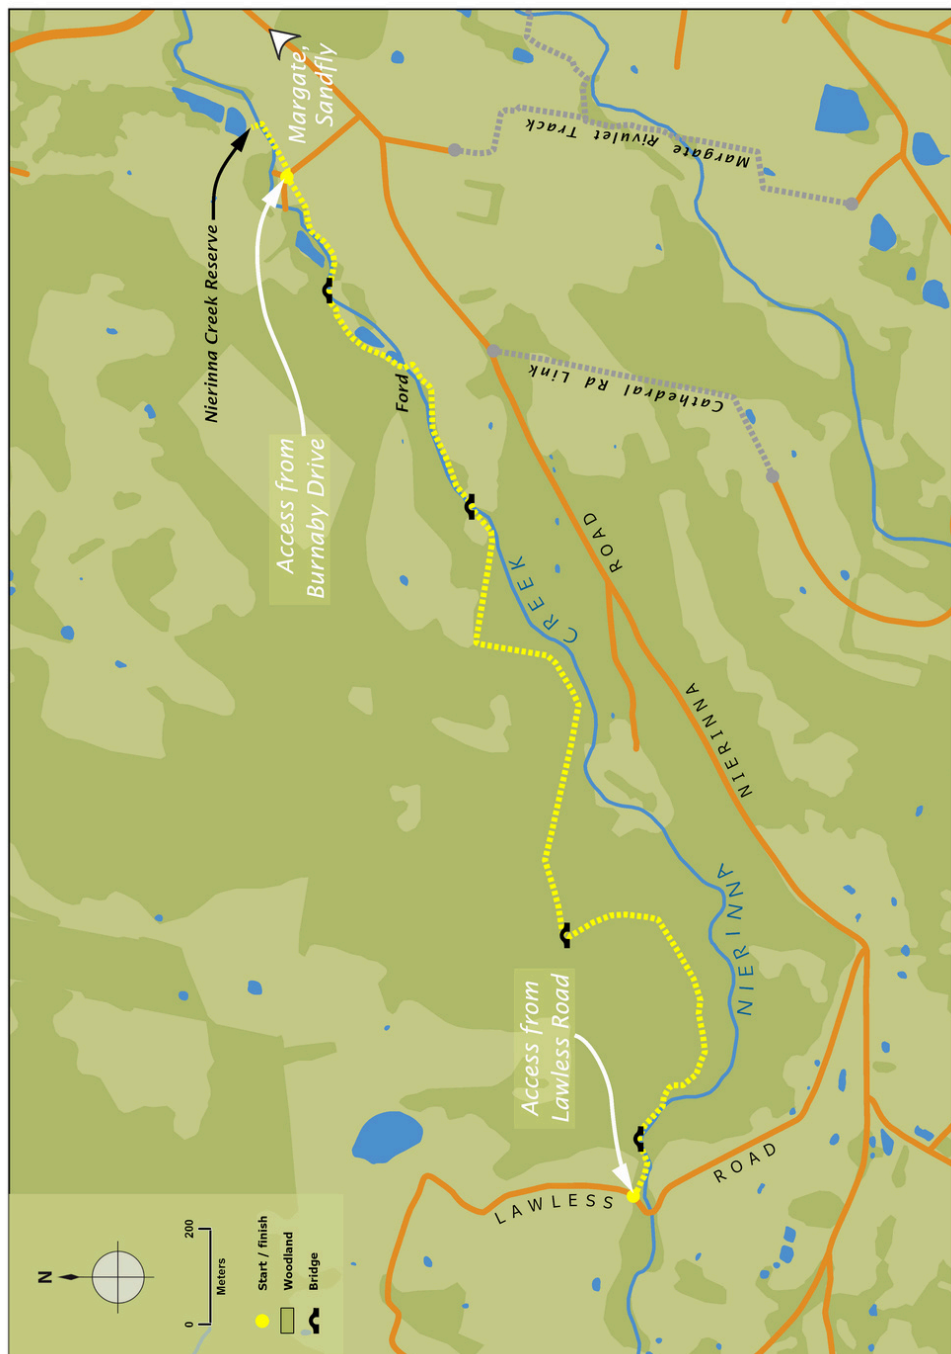 Margate,
Sandfly
Nierinna Creek Reserve
Access from
Burnaby Drive
Ford
Margate Rivulet Track
Cathedral Rd Link
CREEK
ROAD
NIERINNA
NIERINNA
Access from
Lawless Road
LAWLESS
ROAD
N
0 200
Meters
Start / finish
Woodland
Bridge